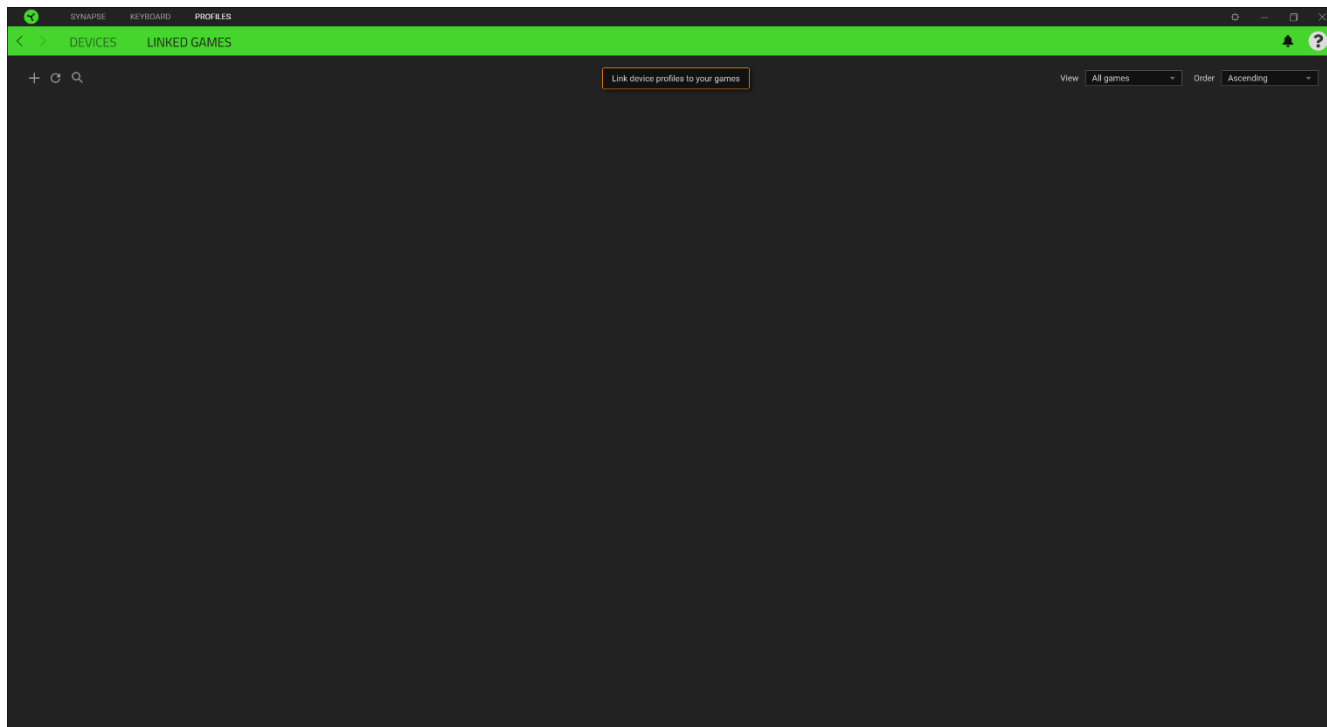 SYNAPSE KEYBOARD PROFILES
DEVICES LINKED GAMES
?
Link device profiles to your games
View All games Order Ascending